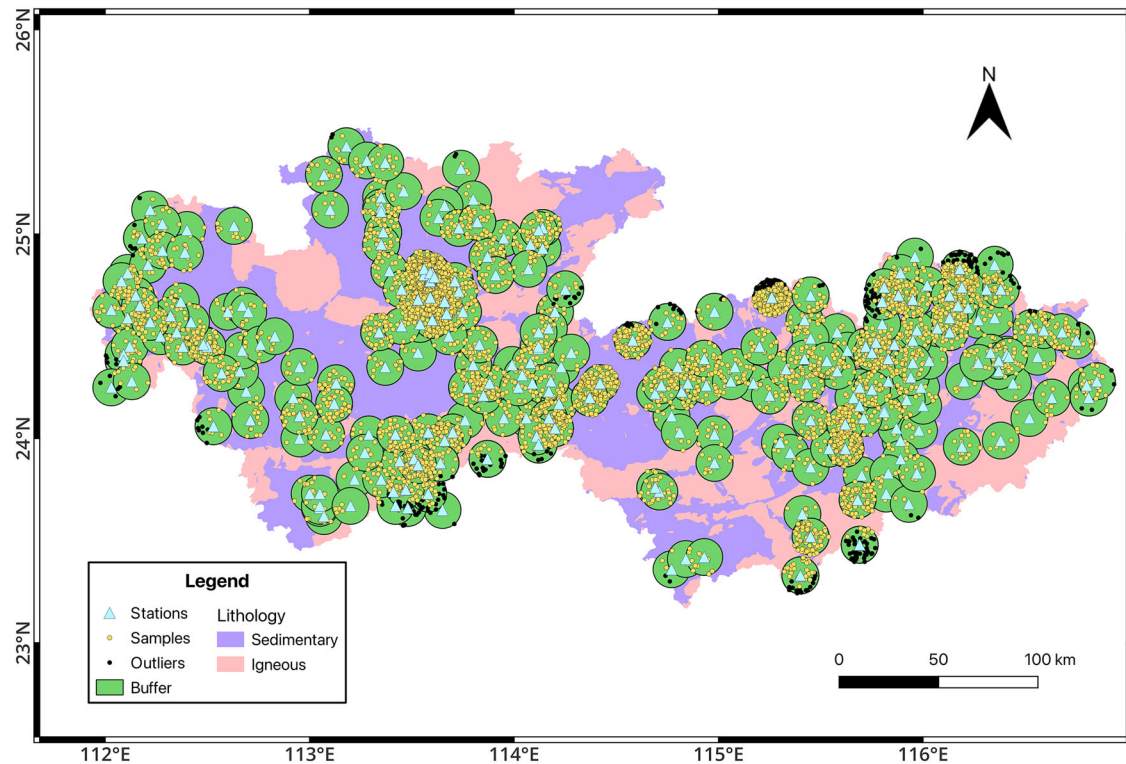 26°N
N
25°N
24°N
Legend
Stations
Lithology
Samples
Sedimentary
Outliers
Igneous
Buffer
23°N
0 50 100 km
112°E 113°E 114°E 115°E 116°E